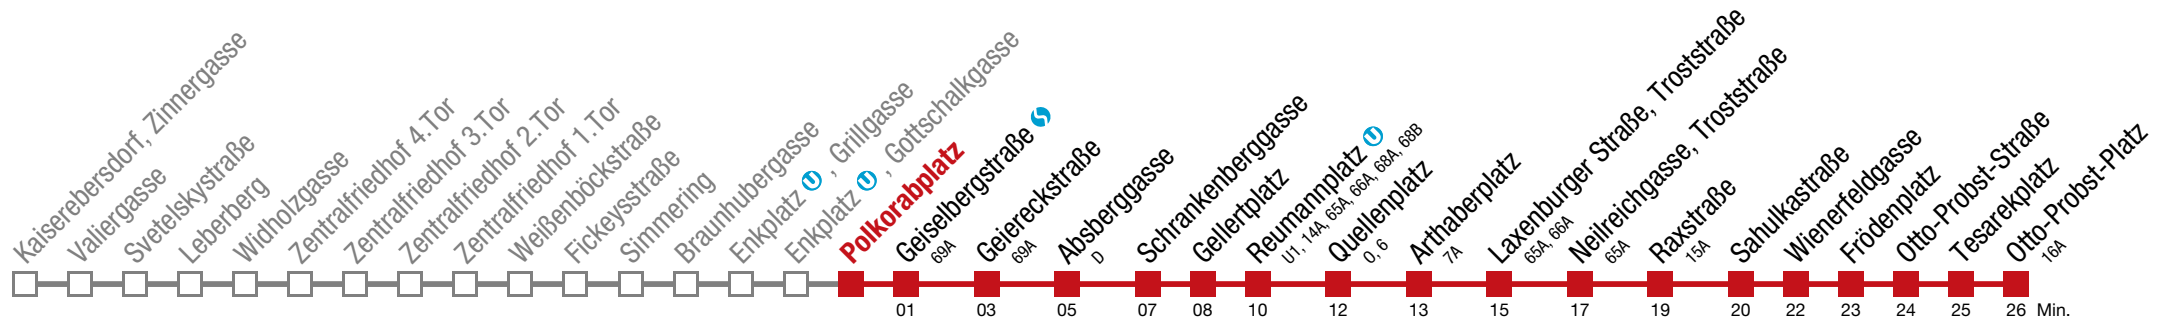 Kaiserebersdorf, Zinnergasse
Valiergasse
Svetelskystraße
Leberberg
Widholzgasse
Zentralfriedhof 4.Tor
Zentralfriedhof 3.Tor
Zentralfriedhof 2.Tor
Zentralfriedhof 1.Tor
Weißenböckstraße
Fickeysstraße
Simmering
Braunhubergasse
Enkplatz U , Grillgasse
Enkplatz U , Gottschalkgasse
Polkorabplatz
Geiselbergstraße S
69A
01
Geiereckstraße
69A
03
Absberggasse
D
05
Schrankenberggasse
07
Gellertplatz
08
Reumannplatz U
U1, 14A, 65A, 66A, 68A, 68B
10
Quellenplatz
O, 6
12
Arthaberplatz
7A
13
Laxenburger Straße, Troststraße
65A, 66A
15
Neilreichgasse, Troststraße
65A
17
Raxstraße
15A
19
Sahulkastraße
20
Wienerfeldgasse
22
Frödenplatz
23
Otto-Probst-Straße
24
Tesarekplatz
25
Otto-Probst-Platz
16A
26 Min.